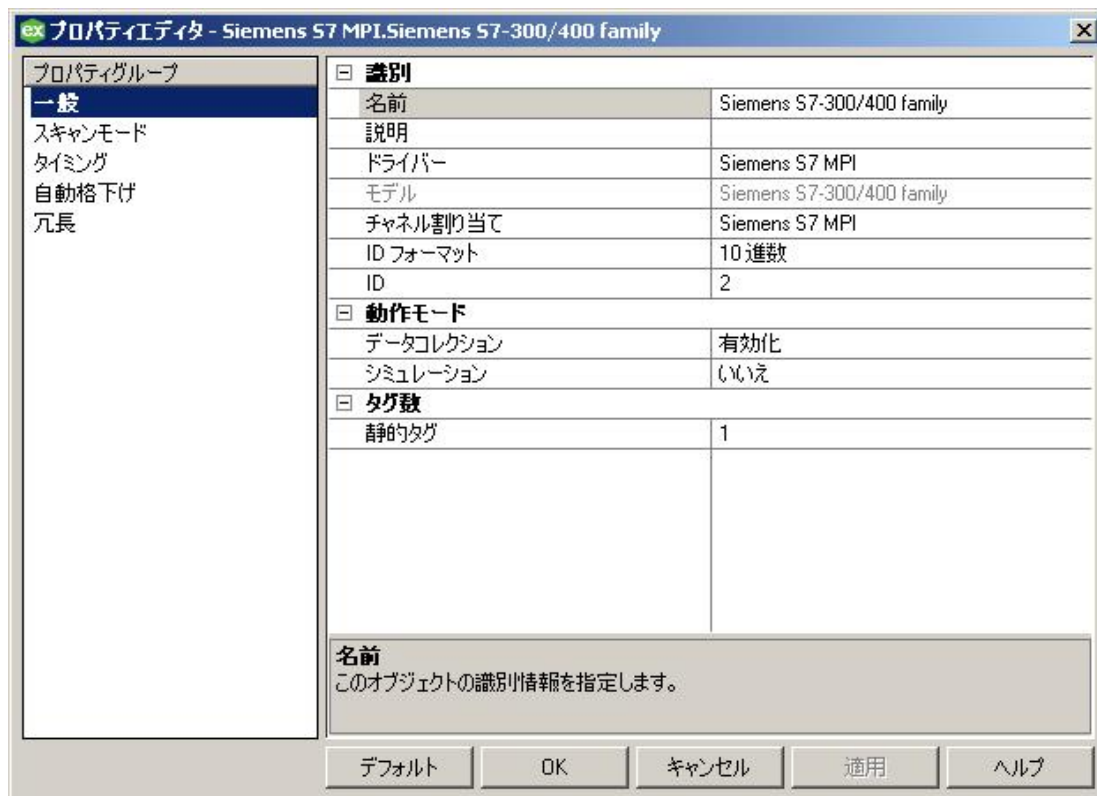 ex プロパティエディタ - Siemens S7 MPI.Siemens S7-300/400 family
プロパティグループ
一般
スキャンモード
タイミング
自動格下げ
冗長
識別
名前 Siemens S7-300/400 family
説明
ドライバー Siemens S7 MPI
モデル Siemens S7-300/400 family
チャネル割り当て Siemens S7 MPI
ID フォーマット 10 進数
ID 2
動作モード
データコレクション 有効化
シミュレーション いいえ
タグ数
静的タグ 1
名前
このオブジェクトの識別情報を指定します。
デフォルト OK キャンセル 適用 ヘルプ